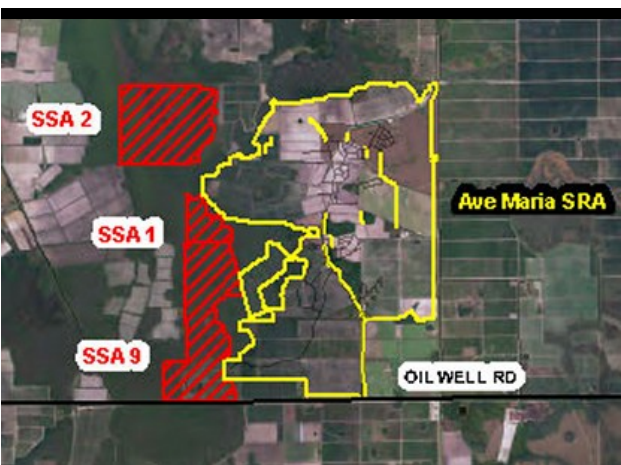 SSA 2
Ave Maria SRA
SSA 1
SSA 9
OIL WELL RD